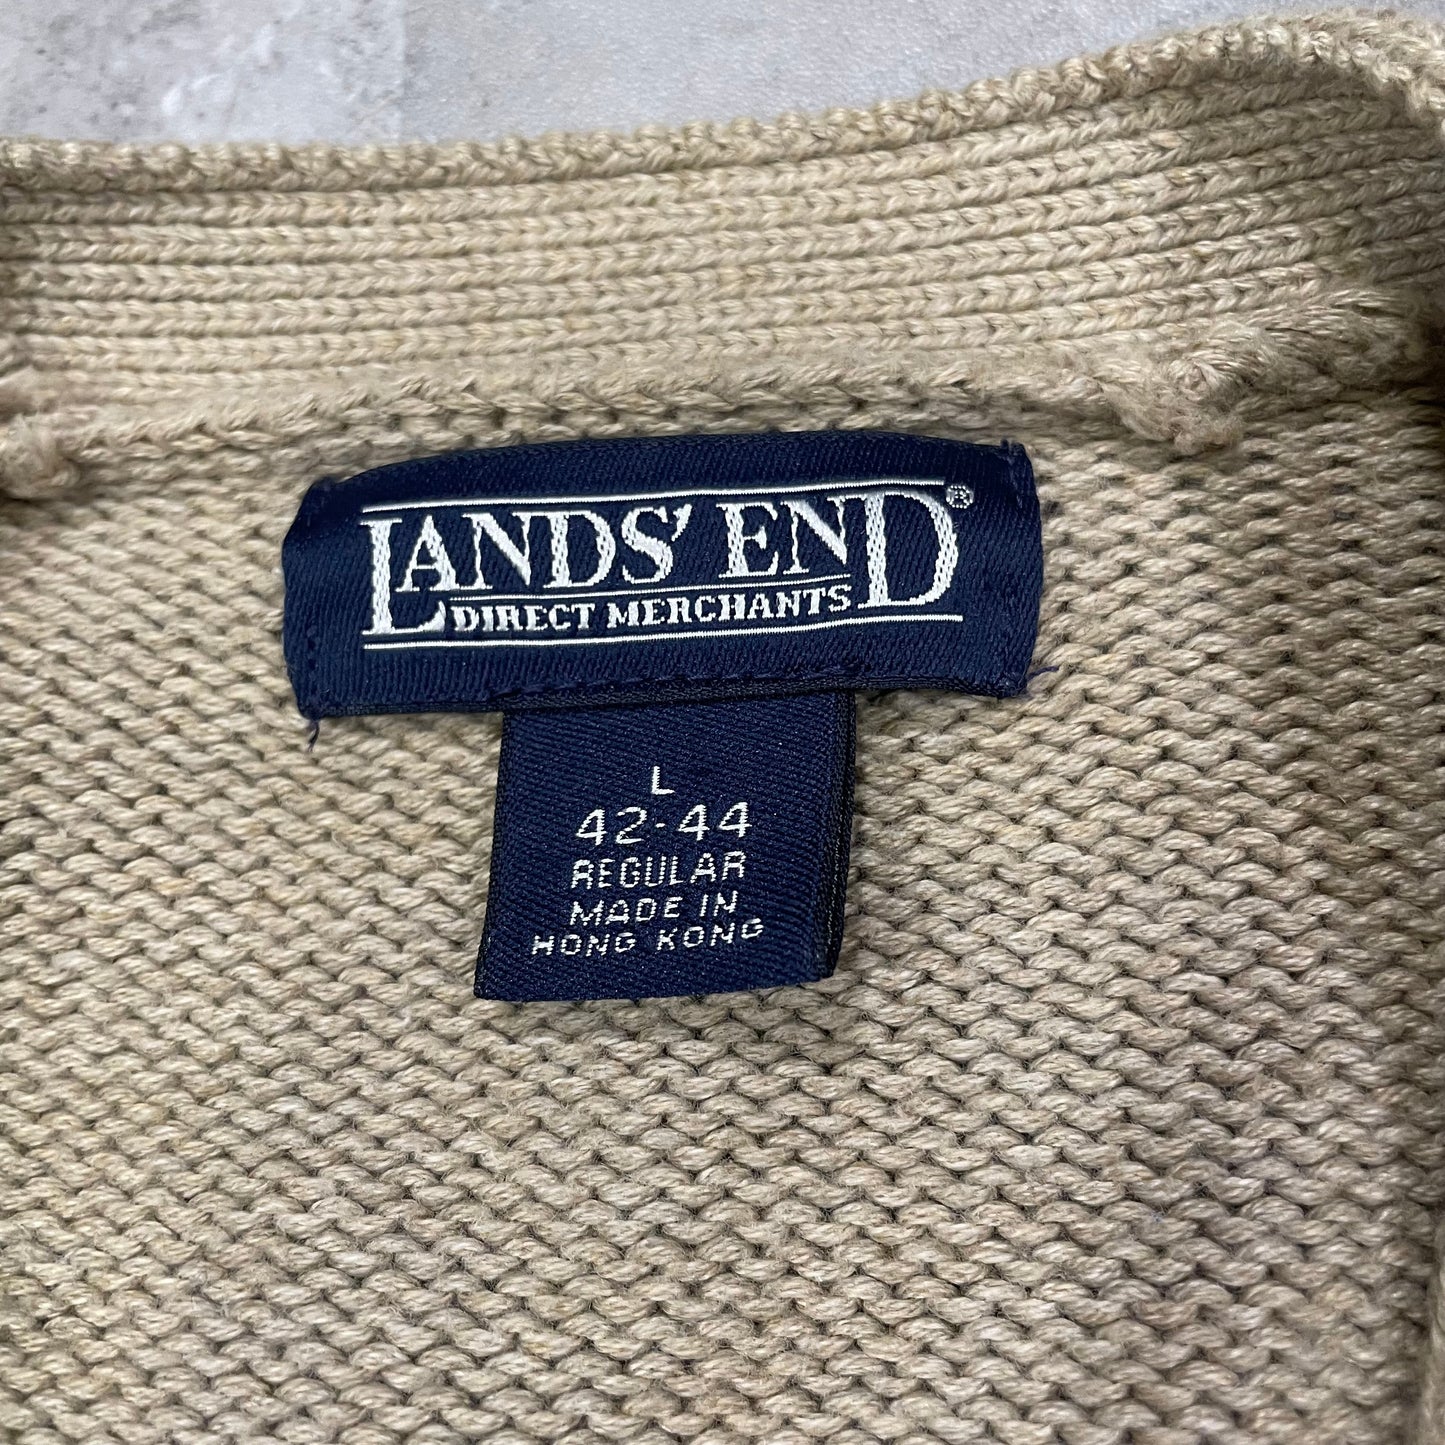 LANDS' END®
DIRECT MERCHANTS
L
42-44
REGULAR
MADE IN
HONG KONG